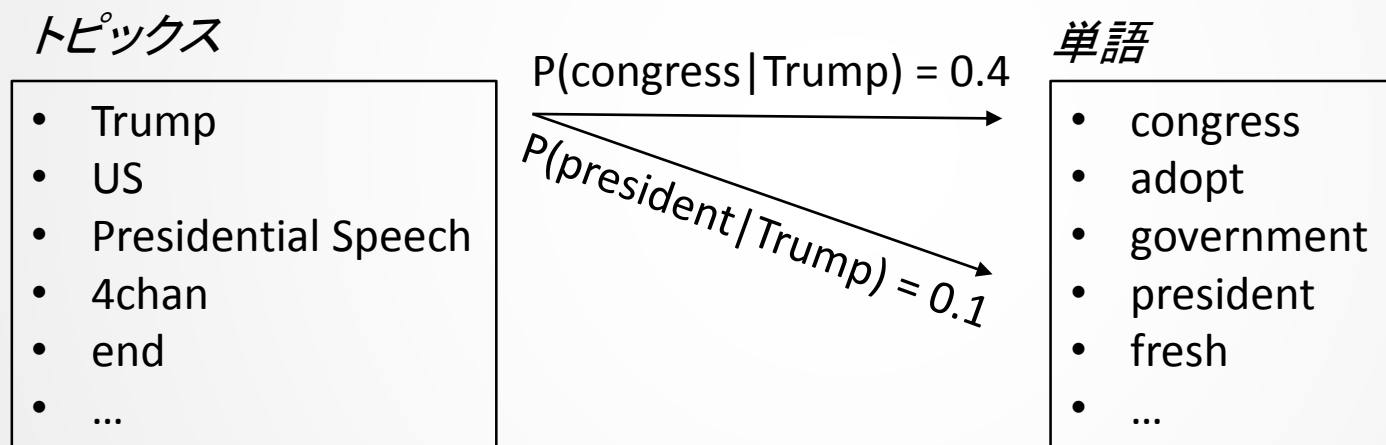 トピックス
• Trump
• US
• Presidential Speech
• 4chan
• end
• ...
P(congress|Trump) = 0.4
P(president|Trump) = 0.1
単語
• congress
• adopt
• government
• president
• fresh
• ...